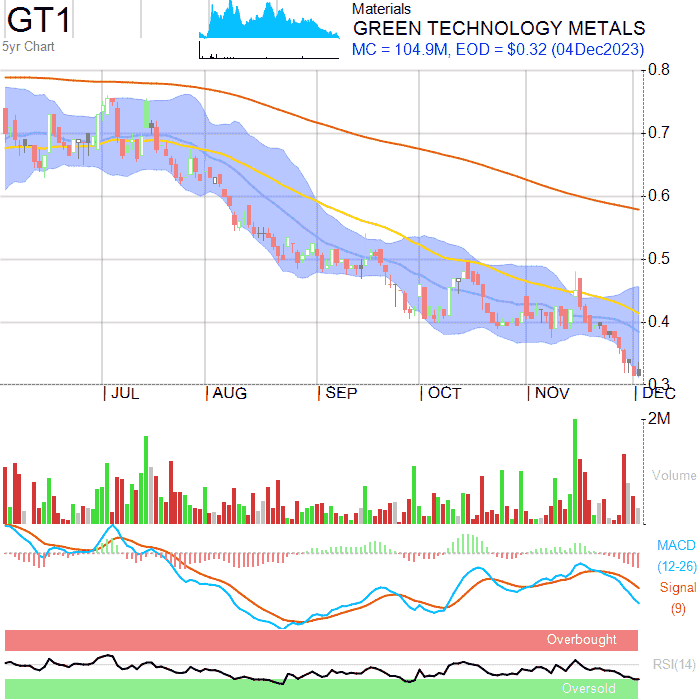 GT1
5yr Chart
Materials
GREEN TECHNOLOGY METALS
MC = 104.9M, EOD = $0.32 (04Dec2023)
0.8
0.7
0.6
0.5
0.4
0.3
JUL AUG SEP OCT NOV DEC
2M
Volume
MACD
(12-26)
Signal
(9)
Overbought
RSI(14)
Oversold